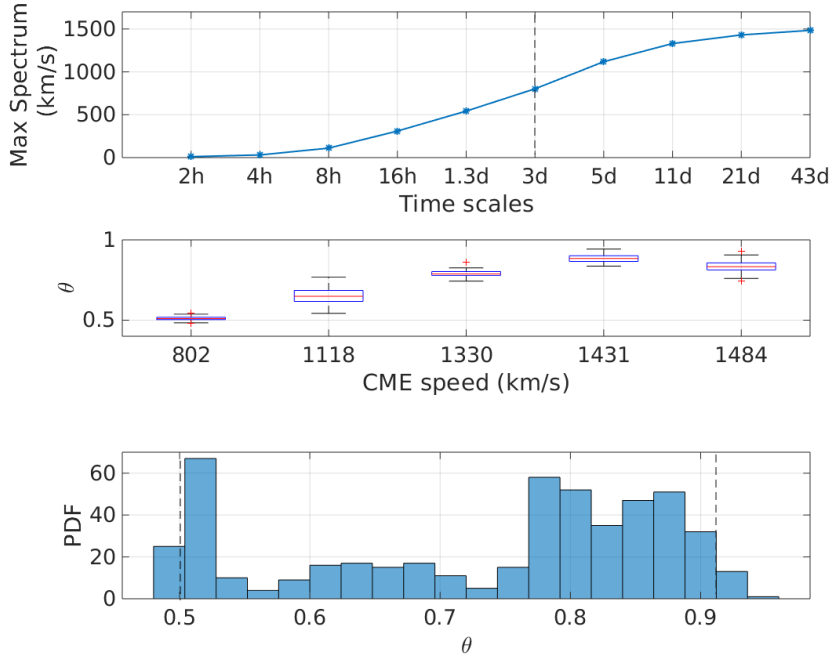 Max Spectrum
(km/s)
1500
1000
500
0
2h 4h 8h 16h 1.3d 3d 5d 11d 21d 43d
Time scales
θ
1
0.5
802 1118 1330 1431 1484
CME speed (km/s)
PDF
60
40
20
0
0.5 0.6 0.7 0.8 0.9
θ